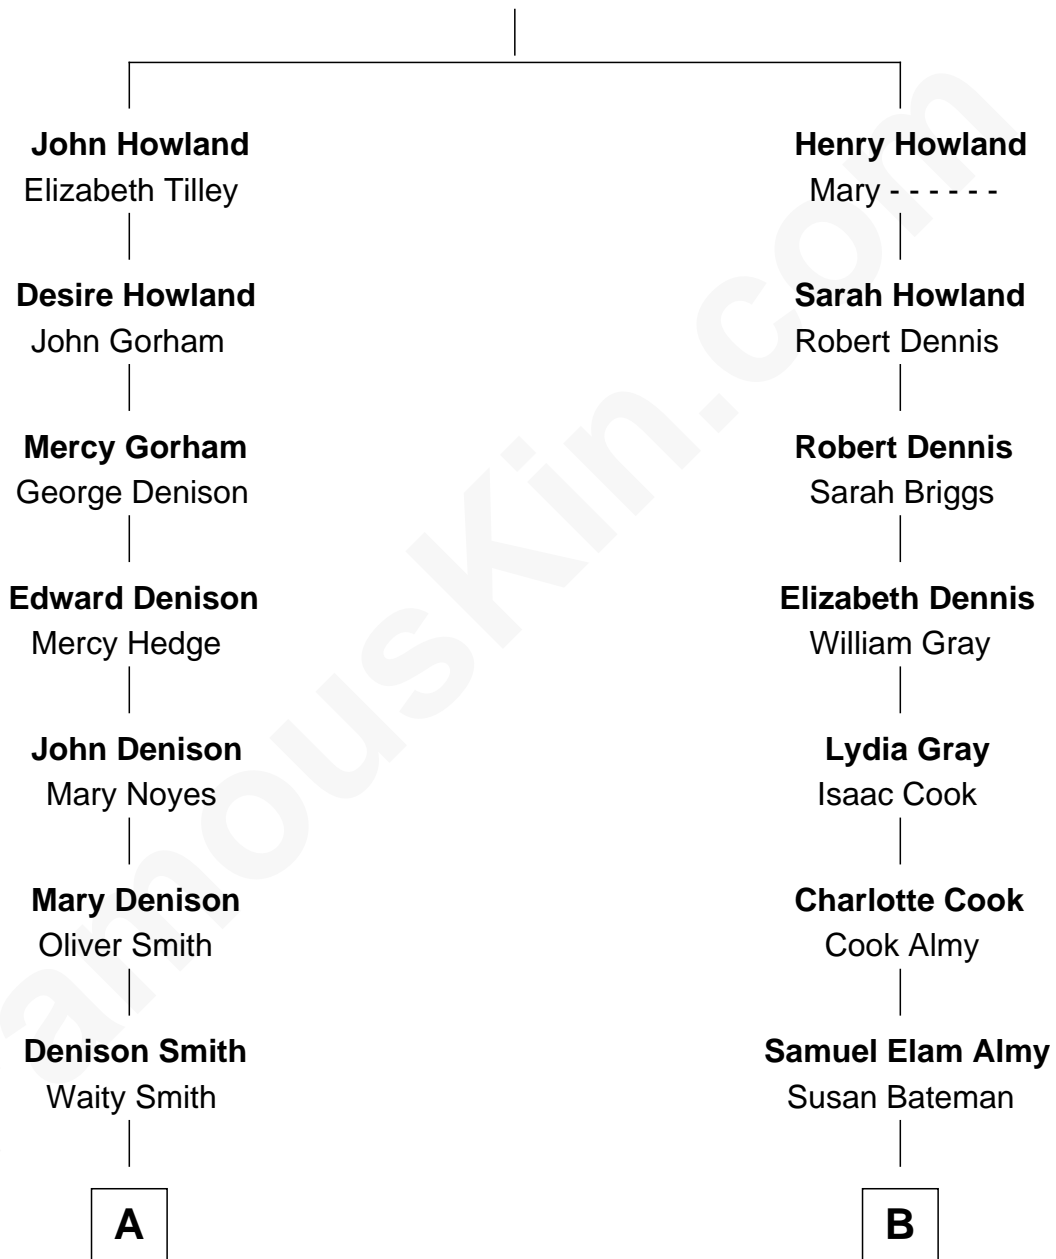 John Howland
Elizabeth Tilley
Desire Howland
John Gorham
Mercy Gorham
George Denison
Edward Denison
Mercy Hedge
John Denison
Mary Noyes
Mary Denison
Oliver Smith
Denison Smith
Waity Smith
A
Henry Howland
Mary - - - - - -
Sarah Howland
Robert Dennis
Robert Dennis
Sarah Briggs
Elizabeth Dennis
William Gray
Lydia Gray
Isaac Cook
Charlotte Cook
Cook Almy
Samuel Elam Almy
Susan Bateman
B
amousKin.com